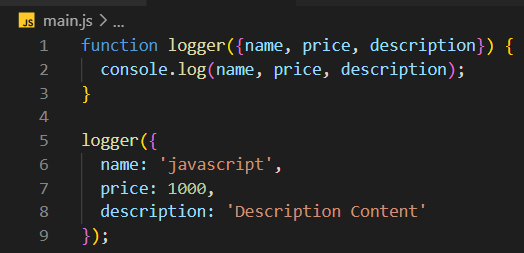 JS main.js > ...
1 function logger({name, price, description}) {
2   console.log(name, price, description);
3 }
4
5 logger({
6   name: 'javascript',
7   price: 1000,
8   description: 'Description Content'
9 });